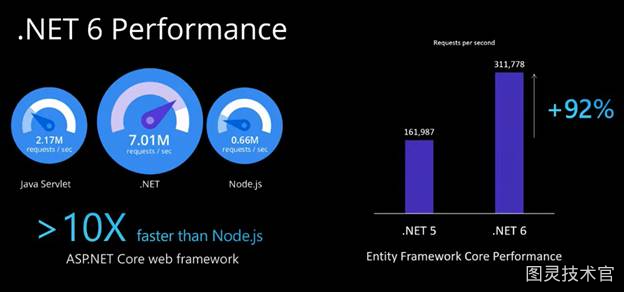 .NET 6 Performance
2.17M
requests / sec
Java Servlet
7.01M
requests / sec
.NET
0.66M
requests / sec
Node.js
>10X faster than Node.js
ASP.NET Core web framework
Requests per second
311,778
161,987
+92%
.NET 5
.NET 6
Entity Framework Core Performance
图灵技术官